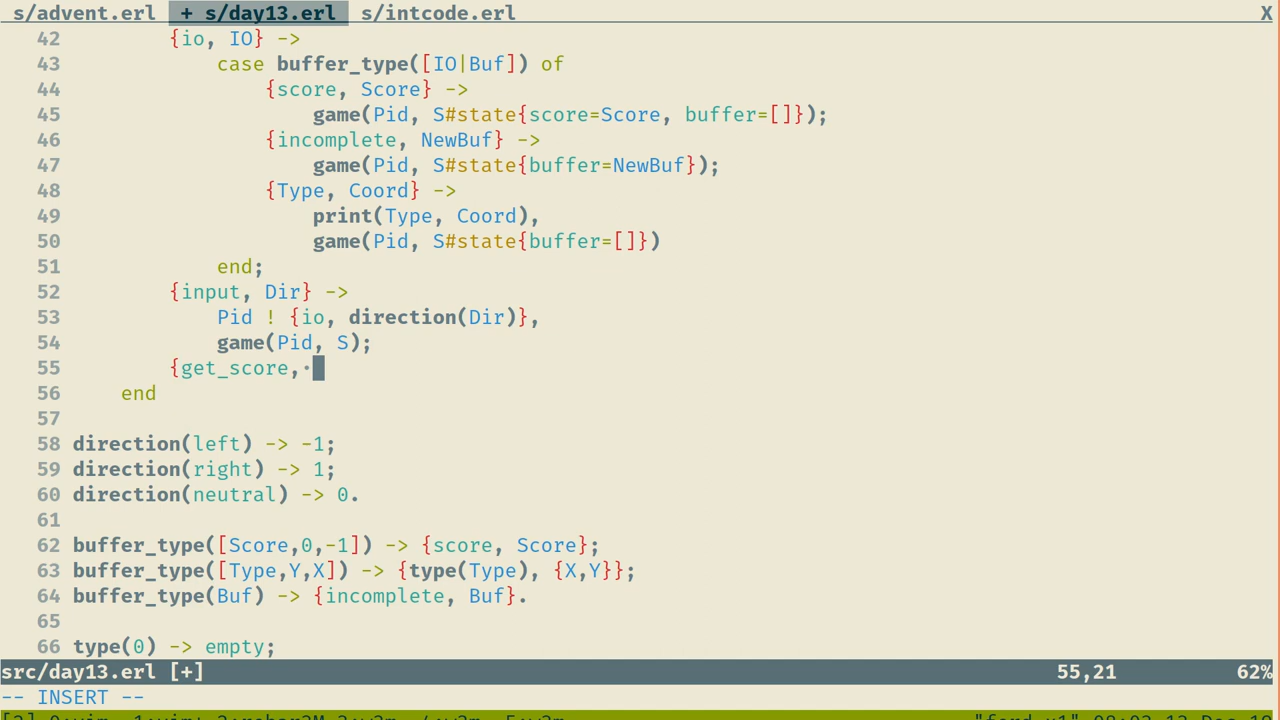 s/advent.erl + s/day13.erl s/intcode.erl X
42 {io, IO} ->
43 case buffer_type([IO|Buf]) of
44 {score, Score} ->
45 game(Pid, S#state{score=Score, buffer=[]});
46 {incomplete, NewBuf} ->
47 game(Pid, S#state{buffer=NewBuf});
48 {Type, Coord} ->
49 print(Type, Coord),
50 game(Pid, S#state{buffer=[]})
51 end;
52 {input, Dir} ->
53 Pid ! {io, direction(Dir)},
54 game(Pid, S);
55 {get_score,·
56 end
57
58 direction(left) -> -1;
59 direction(right) -> 1;
60 direction(neutral) -> 0.
61
62 buffer_type([Score,0,-1]) -> {score, Score};
63 buffer_type([Type,Y,X]) -> {type(Type), {X,Y}};
64 buffer_type(Buf) -> {incomplete, Buf}.
65
66 type(0) -> empty;
src/day13.erl [+] 55,21 62%
-- INSERT --